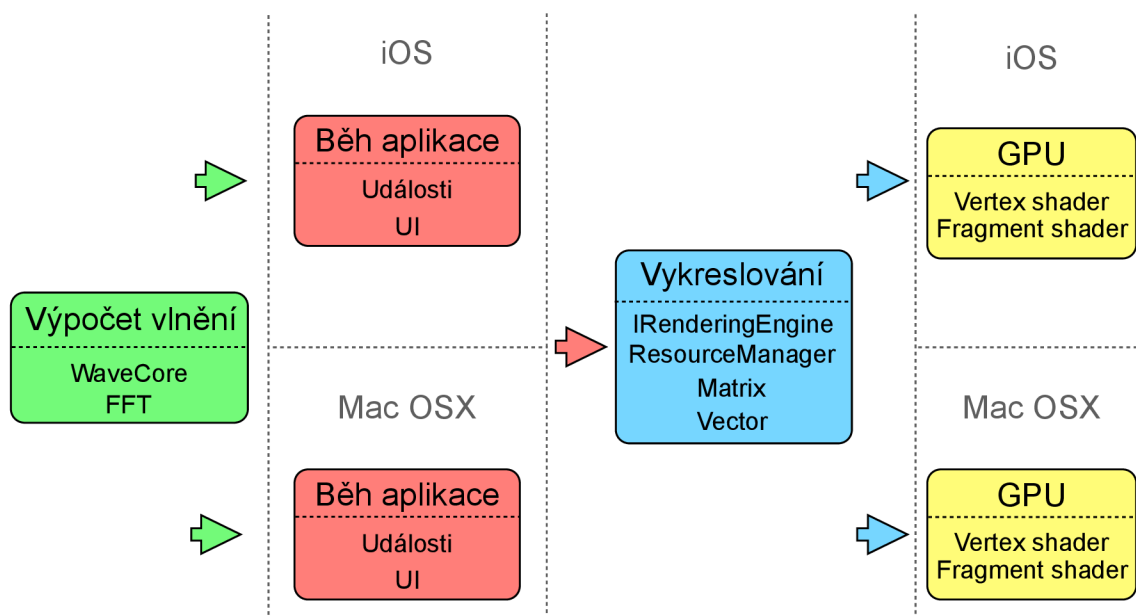 iOS
Běh aplikace
Události
UI
Výpočet vlnění
WaveCore
FFT
Mac OSX
Běh aplikace
Události
UI
Vykreslování
IRenderingEngine
ResourceManager
Matrix
Vector
iOS
GPU
Vertex shader
Fragment shader
Mac OSX
GPU
Vertex shader
Fragment shader